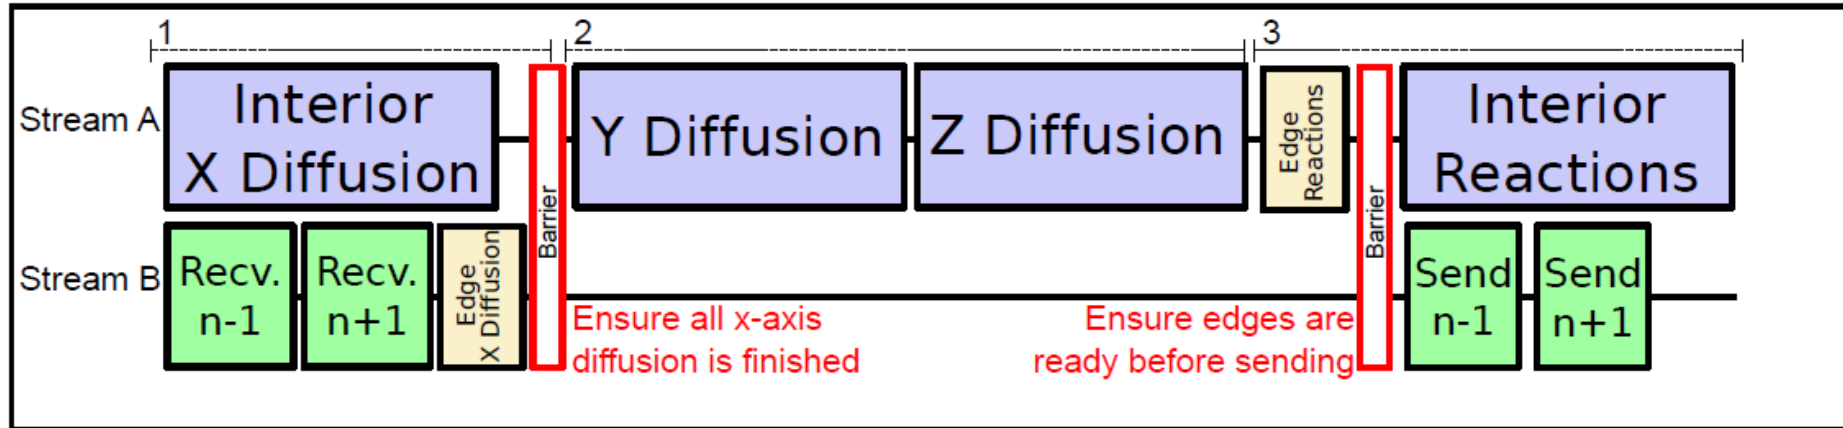 1
2
3
Stream A
Interior
X Diffusion
Barrier
Y Diffusion
Z Diffusion
Edge
Reactions
Barrier
Interior
Reactions
Stream B
Recv.
n-1
Recv.
n+1
Edge
X Diffusion
Ensure all x-axis
diffusion is finished
Ensure edges are
ready before sending
Send
n-1
Send
n+1